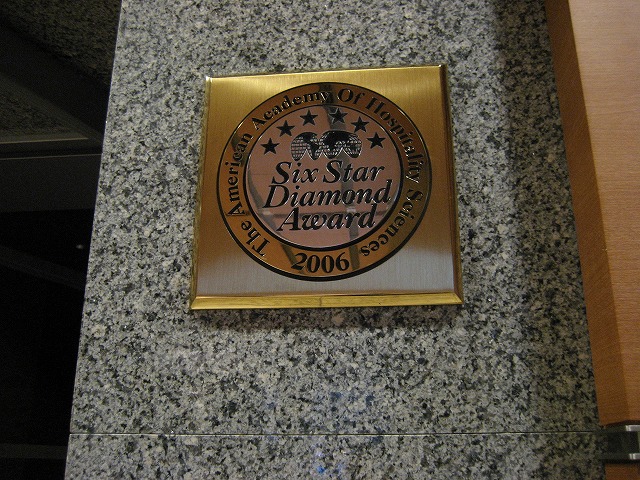 The American Academy Of Hospitality Sciences
Six Star
Diamond
Award
2006